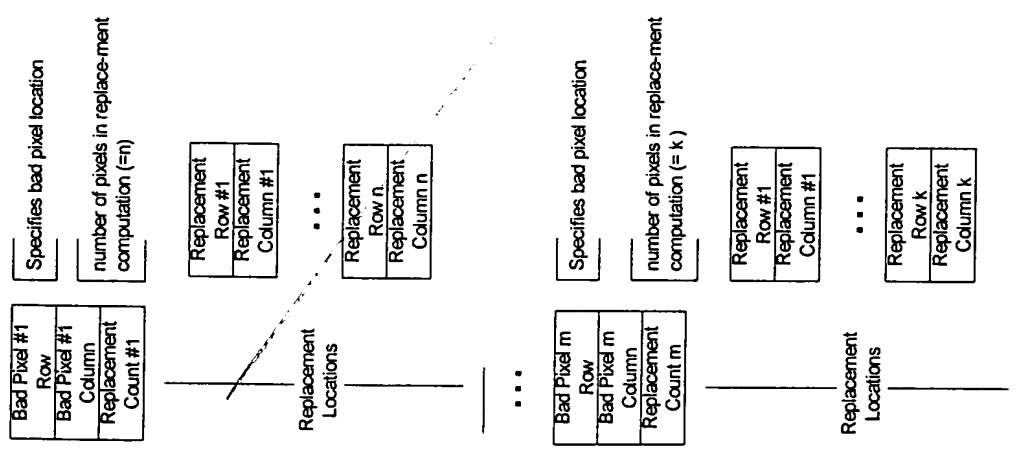 Bad Pixel #1
Row
Bad Pixel #1
Column
Replacement
Count #1
Specifies bad pixel location
number of pixels in replace-ment
computation (=n)
Replacement
Locations
Replacement
Row #1
Replacement
Column #1
Replacement
Row n
Replacement
Column n
Bad Pixel m
Row
Bad Pixel m
Column
Replacement
Count m
Specifies bad pixel location
number of pixels in replace-ment
computation (= k )
Replacement
Locations
Replacement
Row #1
Replacement
Column #1
Replacement
Row k
Replacement
Column k